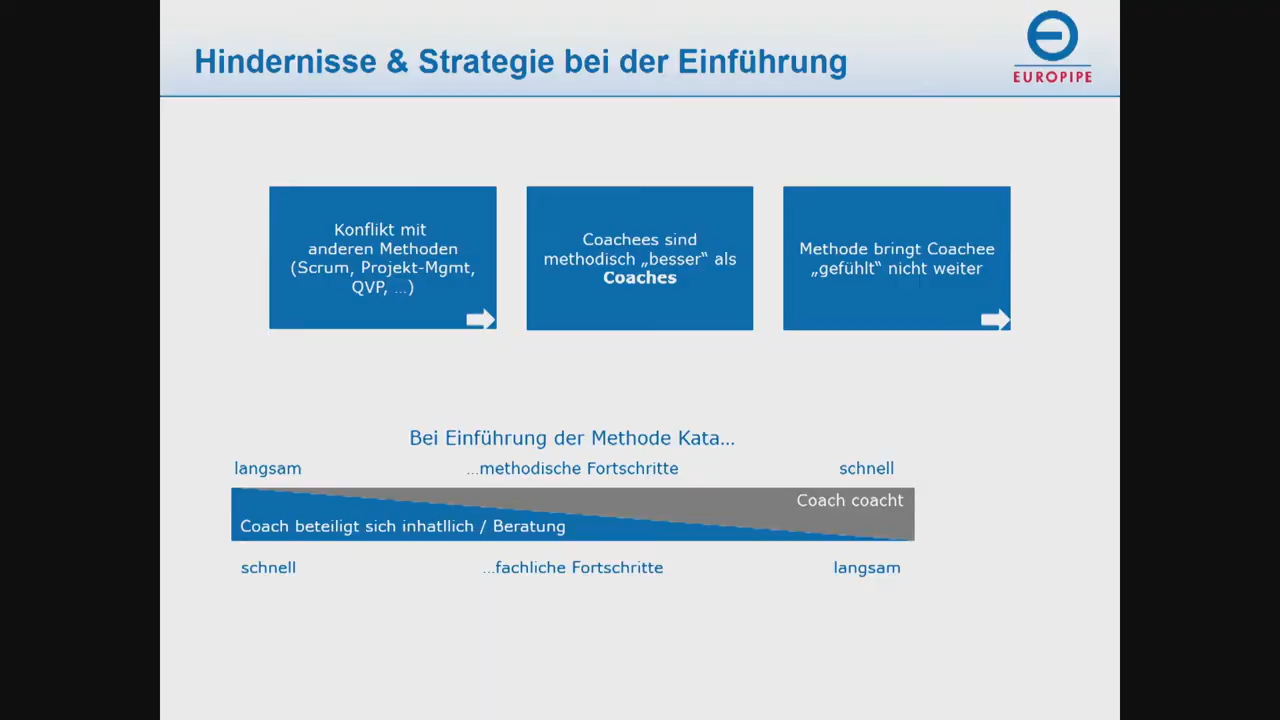 Hindernisse & Strategie bei der Einführung
EUROPIPE
Konflikt mit
anderen Methoden
(Scrum, Projekt-Mgmt,
QVP, …)
Coachees sind
methodisch „besser“ als
Coaches
Methode bringt Coachee
„gefühlt“ nicht weiter
Bei Einführung der Methode Kata…
langsam …methodische Fortschritte schnell
Coach coacht
Coach beteiligt sich inhatllich / Beratung
schnell …fachliche Fortschritte langsam